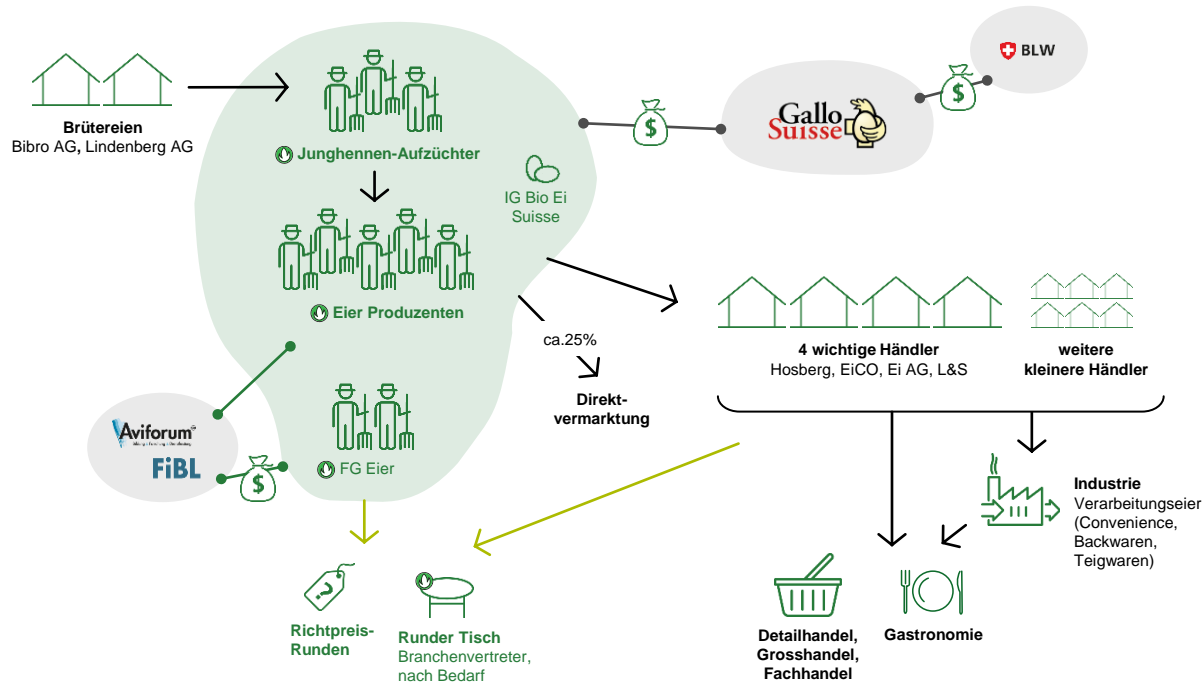 Brütereien
Bibro AG, Lindenberg AG
Junghennen-Aufzüchter
IG Bio Ei
Suisse
Eier Produzenten
FG Eier
$
Gallo
Suisse
$
BLW
ca.25%
Direkt-
vermarktung
4 wichtige Händler
Hosberg, EiCO, Ei AG, L&S
weitere
kleinere Händler
Aviforum
FiBL
$
Industrie
Verarbeitungseier
(Convenience,
Backwaren,
Teigwaren)
?
Richtpreis-
Runden
Runder Tisch
Branchenvertreter,
nach Bedarf
Detailhandel,
Grosshandel,
Fachhandel
Gastronomie